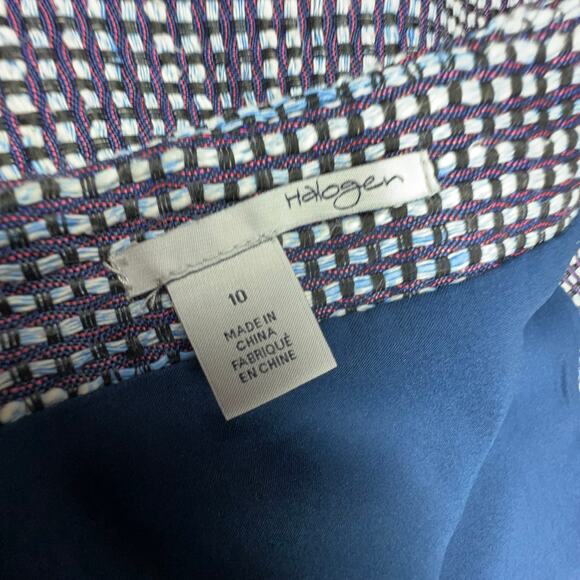 Halogen
10
MADE IN
CHINA
FABRIQUÉ
EN CHINE